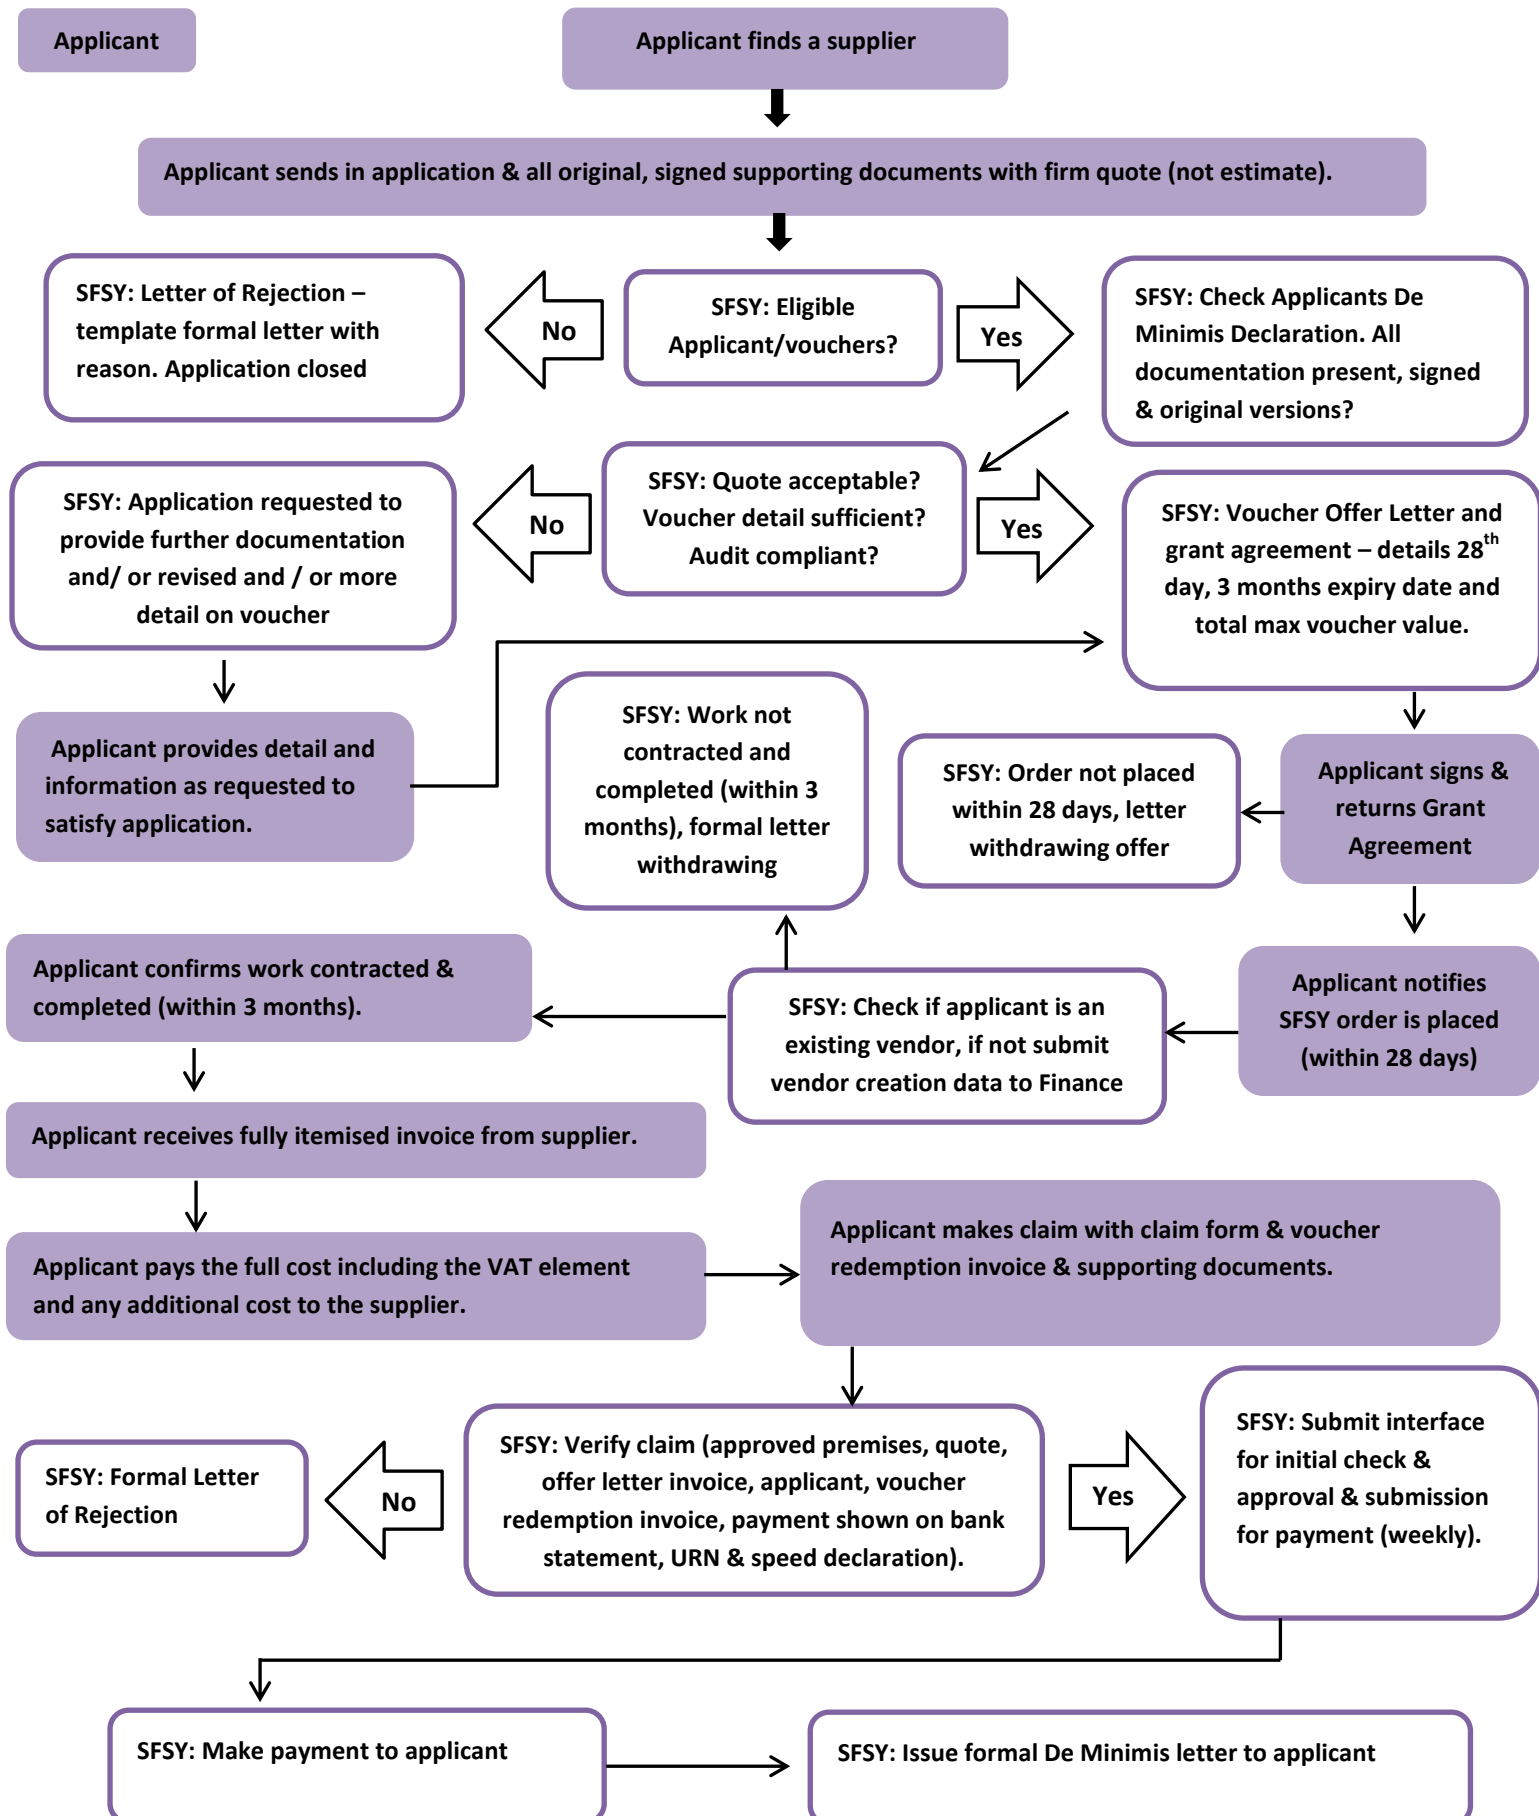 Applicant
Applicant finds a supplier
Applicant sends in application & all original, signed supporting documents with firm quote (not estimate).
SFSY: Letter of Rejection –
template formal letter with
reason. Application closed
No
SFSY: Eligible
Applicant/vouchers?
Yes
SFSY: Check Applicants De
Minimis Declaration. All
documentation present, signed
& original versions?
SFSY: Application requested to
provide further documentation
and/ or revised and / or more
detail on voucher
No
SFSY: Quote acceptable?
Voucher detail sufficient?
Audit compliant?
Yes
SFSY: Voucher Offer Letter and
grant agreement – details 28th
day, 3 months expiry date and
total max voucher value.
Applicant provides detail and
information as requested to
satisfy application.
SFSY: Work not
contracted and
completed (within 3
months), formal letter
withdrawing
SFSY: Order not placed
within 28 days, letter
withdrawing offer
Applicant signs &
returns Grant
Agreement
Applicant confirms work contracted &
completed (within 3 months).
SFSY: Check if applicant is an
existing vendor, if not submit
vendor creation data to Finance
Applicant notifies
SFSY order is placed
(within 28 days)
Applicant receives fully itemised invoice from supplier.
Applicant pays the full cost including the VAT element
and any additional cost to the supplier.
Applicant makes claim with claim form & voucher
redemption invoice & supporting documents.
SFSY: Formal Letter
of Rejection
No
SFSY: Verify claim (approved premises, quote,
offer letter invoice, applicant, voucher
redemption invoice, payment shown on bank
statement, URN & speed declaration).
Yes
SFSY: Submit interface
for initial check &
approval & submission
for payment (weekly).
SFSY: Make payment to applicant
SFSY: Issue formal De Minimis letter to applicant